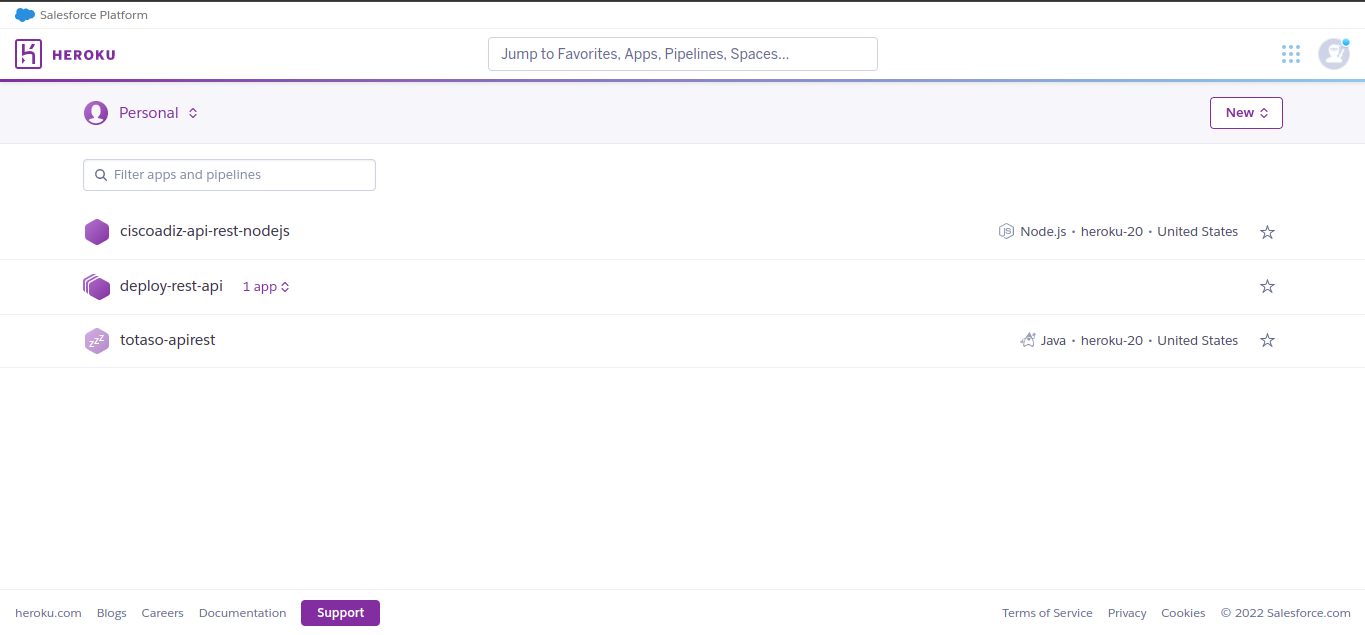 Salesforce Platform
HEROKU
Jump to Favorites, Apps, Pipelines, Spaces...
Personal
New
Filter apps and pipelines
ciscoadiz-api-rest-nodejs
JS Node.js • heroku-20 • United States
deploy-rest-api 1 app
zzz totaso-apirest
Java • heroku-20 • United States
heroku.com Blogs Careers Documentation Support Terms of Service Privacy Cookies © 2022 Salesforce.com